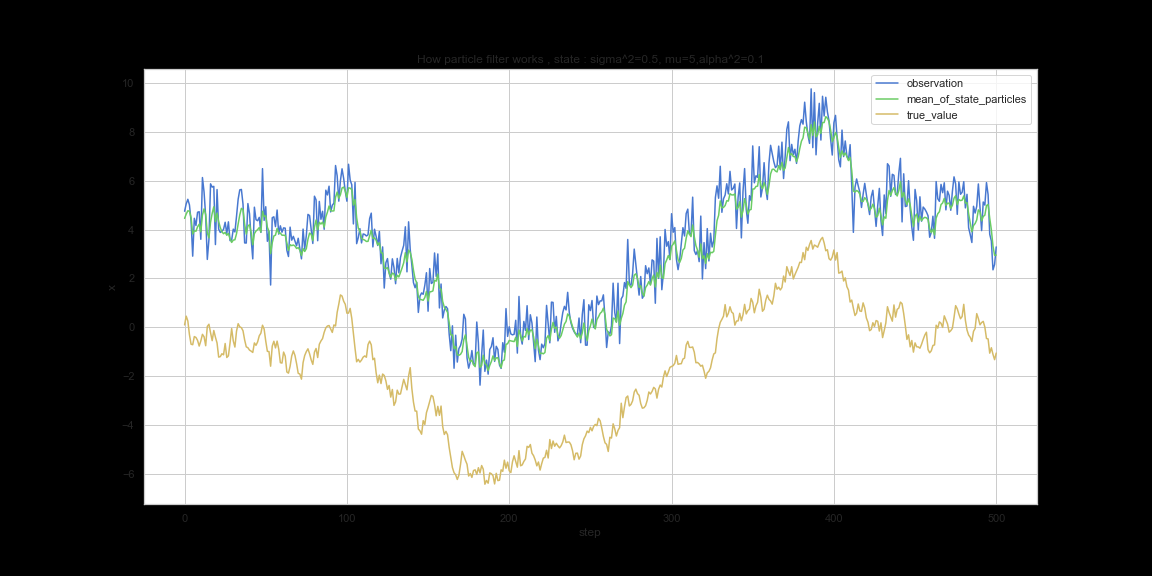 How particle filter works , state : sigma^2=0.5, mu=5,alpha^2=0.1
observation
mean_of_state_particles
true_value
10
8
6
4
2
0
−2
−4
−6
x
0 100 200 300 400 500
step